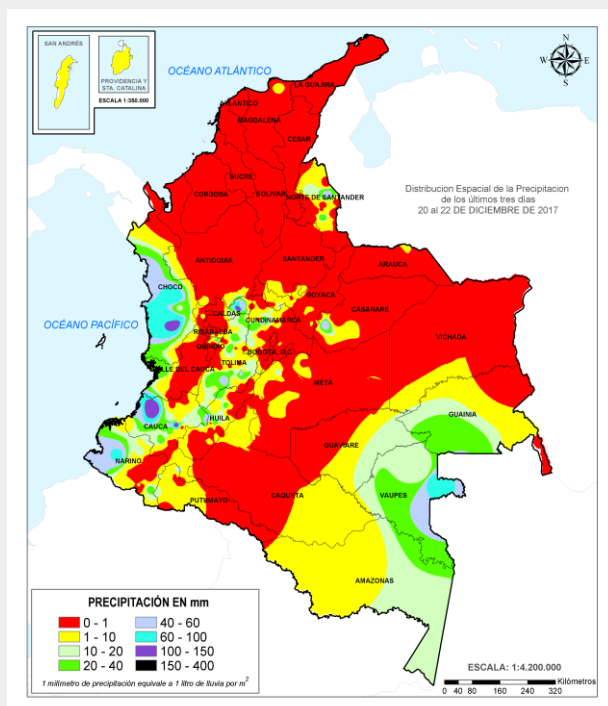 SAN ANDRÉS
PROVIDENCIA Y
STA. CATALINA
ESCALA 1:350.000
OCÉANO ATLÁNTICO
N
W E
S
LA GUAJIRA
ATLANTICO
MAGDALENA
CESAR
SUCRE
CORDOBA
BOLIVAR
NORTE DE SANTANDER
Distribucion Espacial de la Precipitacion
de los últimos tres días
20 al 22 DE DICIEMBRE DE 2017
ANTIOQUIA
SANTANDER
ARAUCA
CHOCO
BOYACA
CASANARE
OCÉANO PACÍFICO
CALDAS
CUNDINAMARCA
RISARALDA
VICHADA
QUINDIO
BOGOTA, D.C.
TOLIMA
VALLE DEL CAUCA
META
GUAINIA
CAUCA
HUILA
GUAVIARE
NARINO
VAUPES
PUTUMAYO
CAQUETA
AMAZONAS
PRECIPITACIÓN EN mm
0 - 1 40 - 60
1 - 10 60 - 100
10 - 20 100 - 150
20 - 40 150 - 400
1 milimetro de precipitación equivale a 1 litro de lluvia por m2
ESCALA: 1:4.200.000
Kilómetros
0 40 80 160 240 320